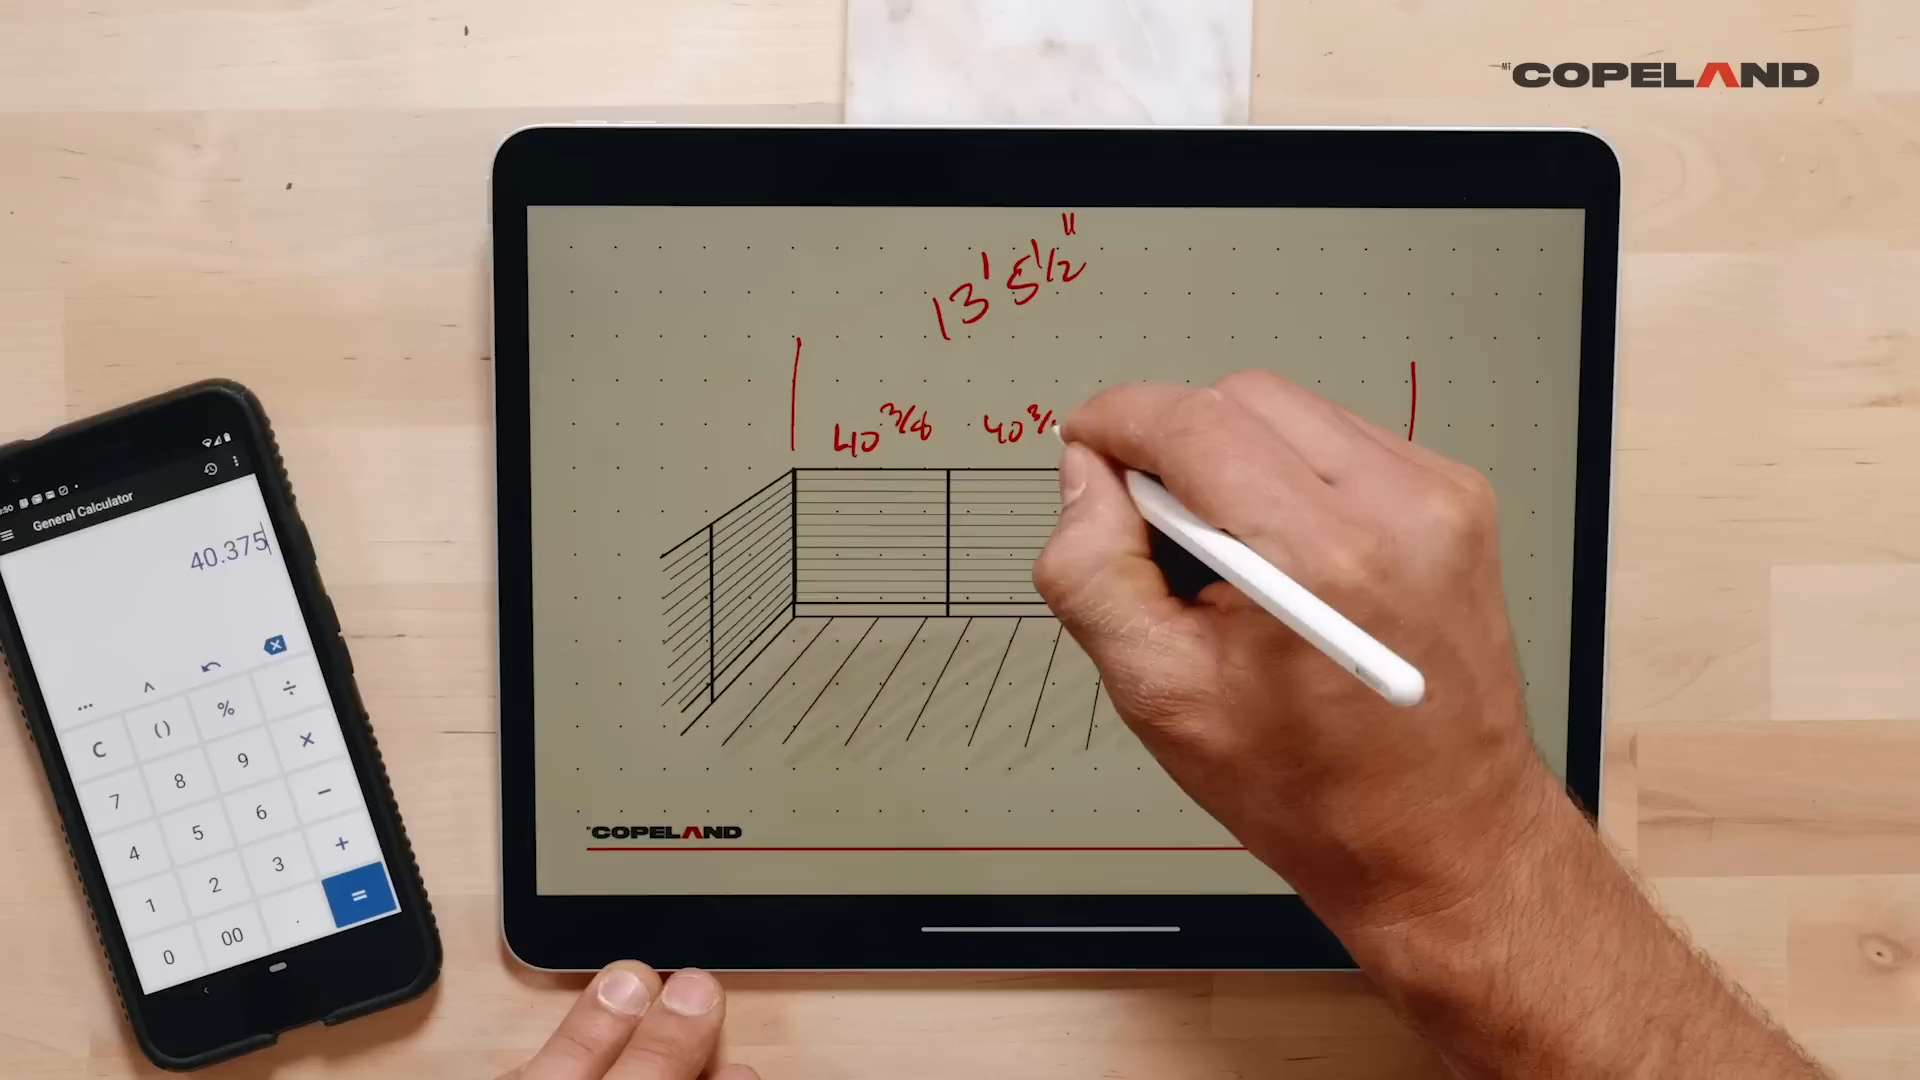 MT COPELAND
13' 5 1/2"
40 3/8 40 3/
General Calculator
40.375
... ^
C () % ÷
7 8 9 ×
4 5 6 −
1 2 3 +
0 00 . =
COPELAND